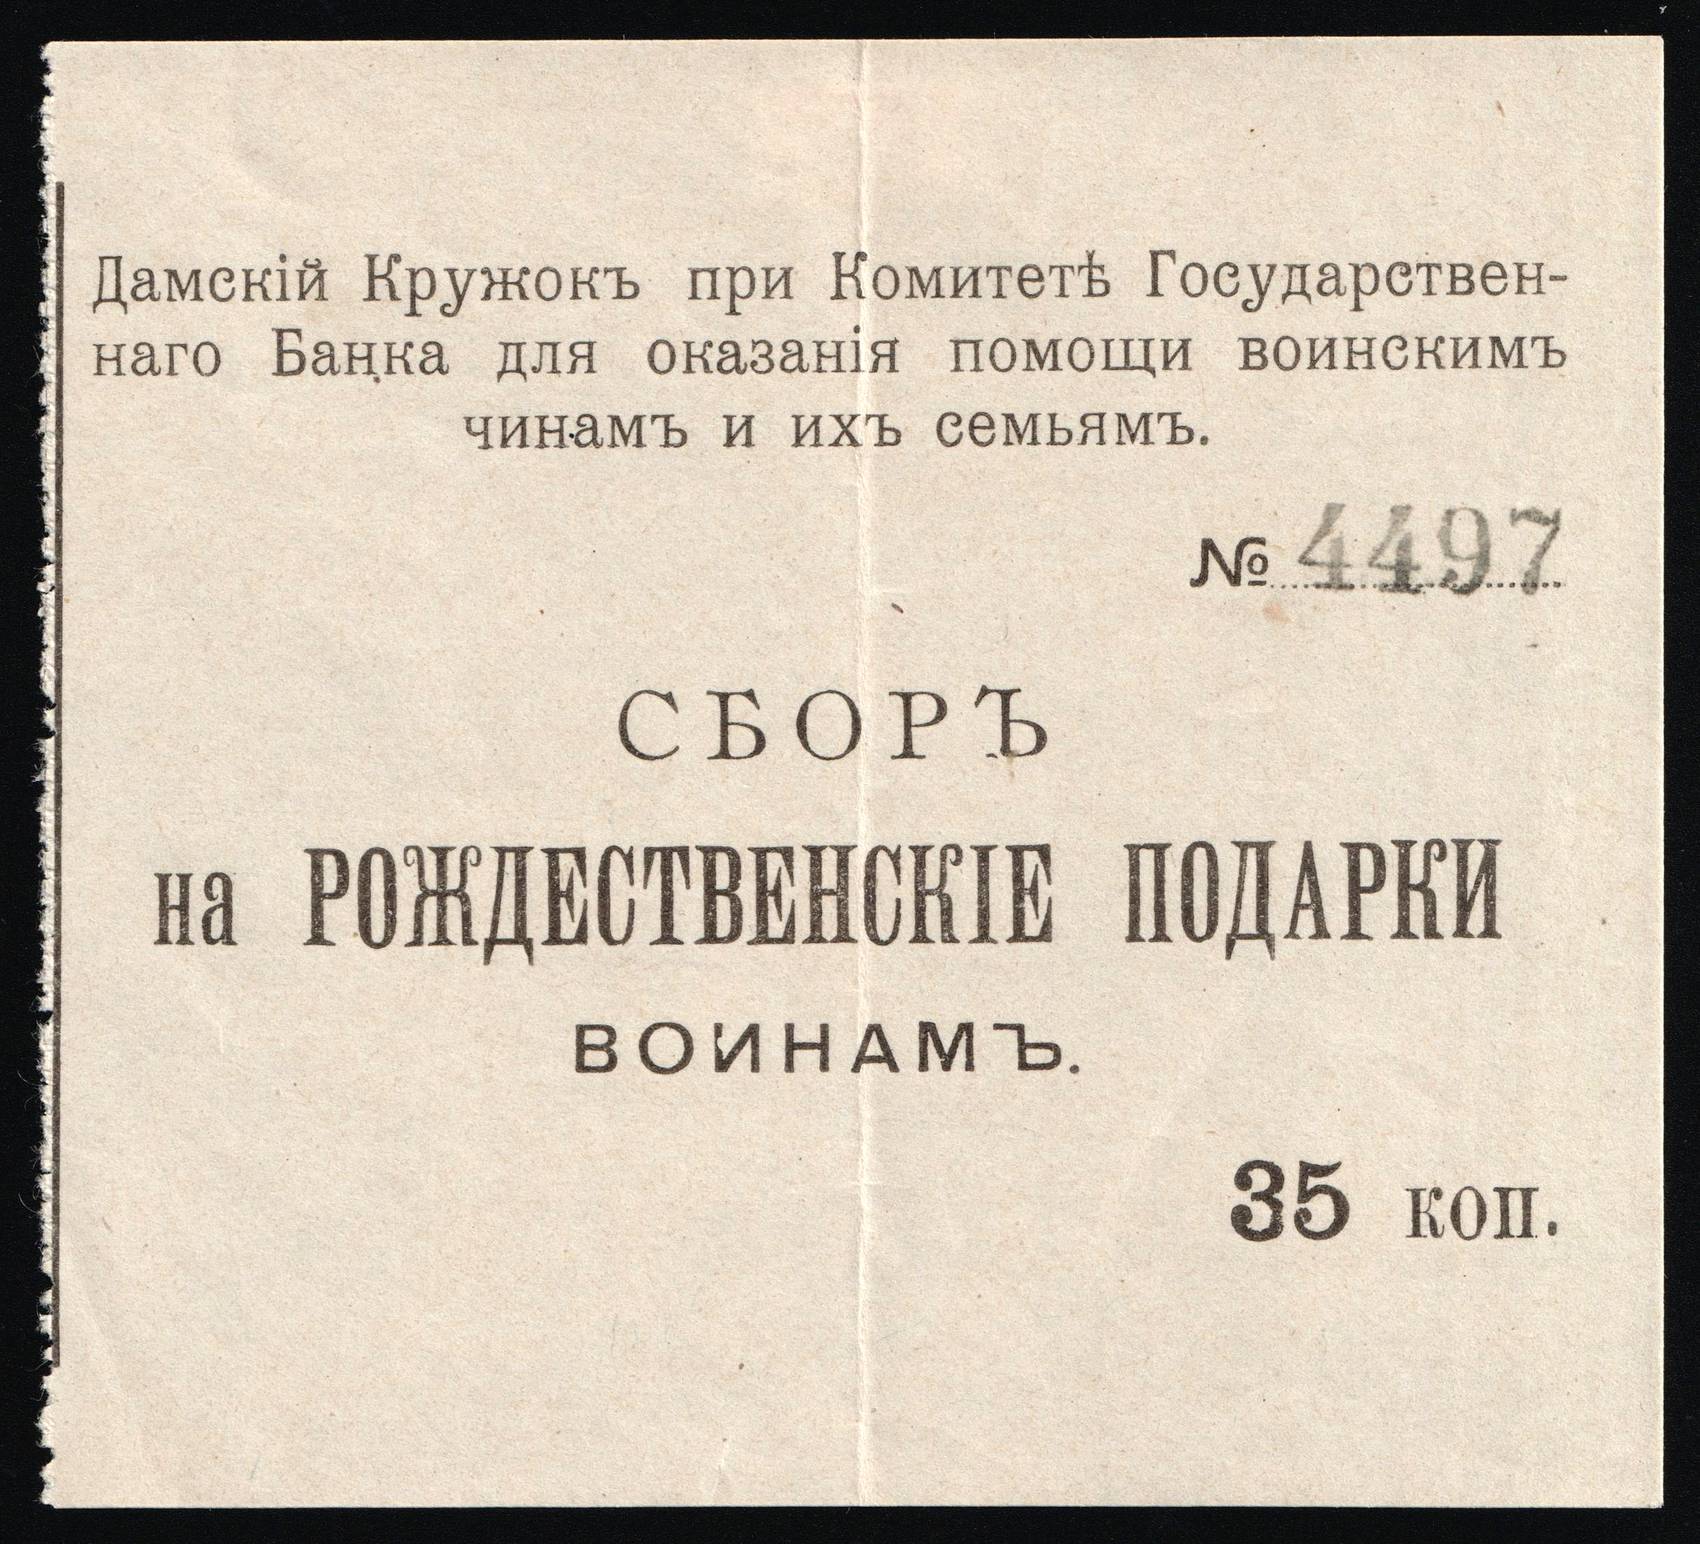 Дамскій Кружокъ при Комитетѣ Государствен-
наго Банка для оказанія помощи воинскимъ
чинамъ и ихъ семьямъ.
№ 4497
СБОРЪ
на РОЖДЕСТВЕНСКІЕ ПОДАРКИ
ВОИНАМЪ.
35 коп.